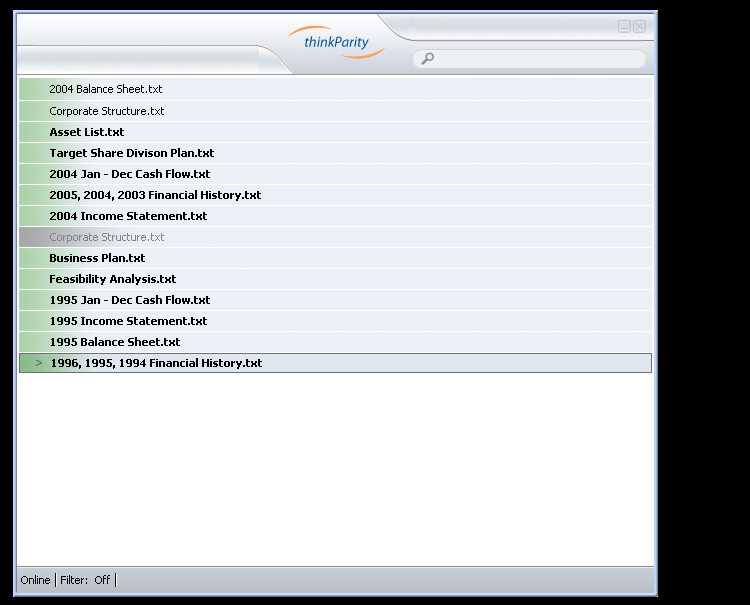 thinkParity
2004 Balance Sheet.txt
Corporate Structure.txt
Asset List.txt
Target Share Divison Plan.txt
2004 Jan - Dec Cash Flow.txt
2005, 2004, 2003 Financial History.txt
2004 Income Statement.txt
Corporate Structure.txt
Business Plan.txt
Feasibility Analysis.txt
1995 Jan - Dec Cash Flow.txt
1995 Income Statement.txt
1995 Balance Sheet.txt
> 1996, 1995, 1994 Financial History.txt
Online | Filter: Off |